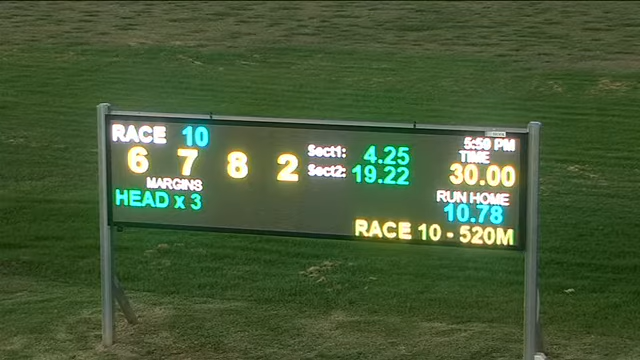 RACE 10
6 7 8 2
MARGINS
HEAD x 3
Sect1: 4.25
Sect2: 19.22
5:50 PM
TIME
30.00
RUN HOME
10.78
RACE 10 - 520M